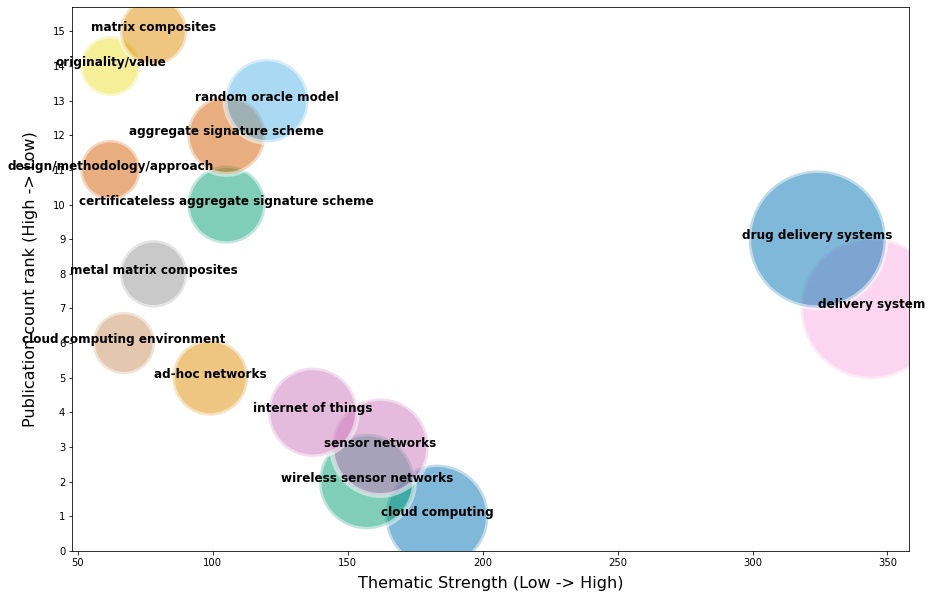 matrix composites
15
originality/value
14
random oracle model
13
aggregate signature scheme
12
design/methodology/approach
11
certificateless aggregate signature scheme
10
drug delivery systems
9
metal matrix composites
8
delivery system
7
cloud computing environment
6
ad-hoc networks
5
internet of things
4
sensor networks
3
wireless sensor networks
2
cloud computing
1
0
Publication count rank (High -> Low)
50 100 150 200 250 300 350
Thematic Strength (Low -> High)